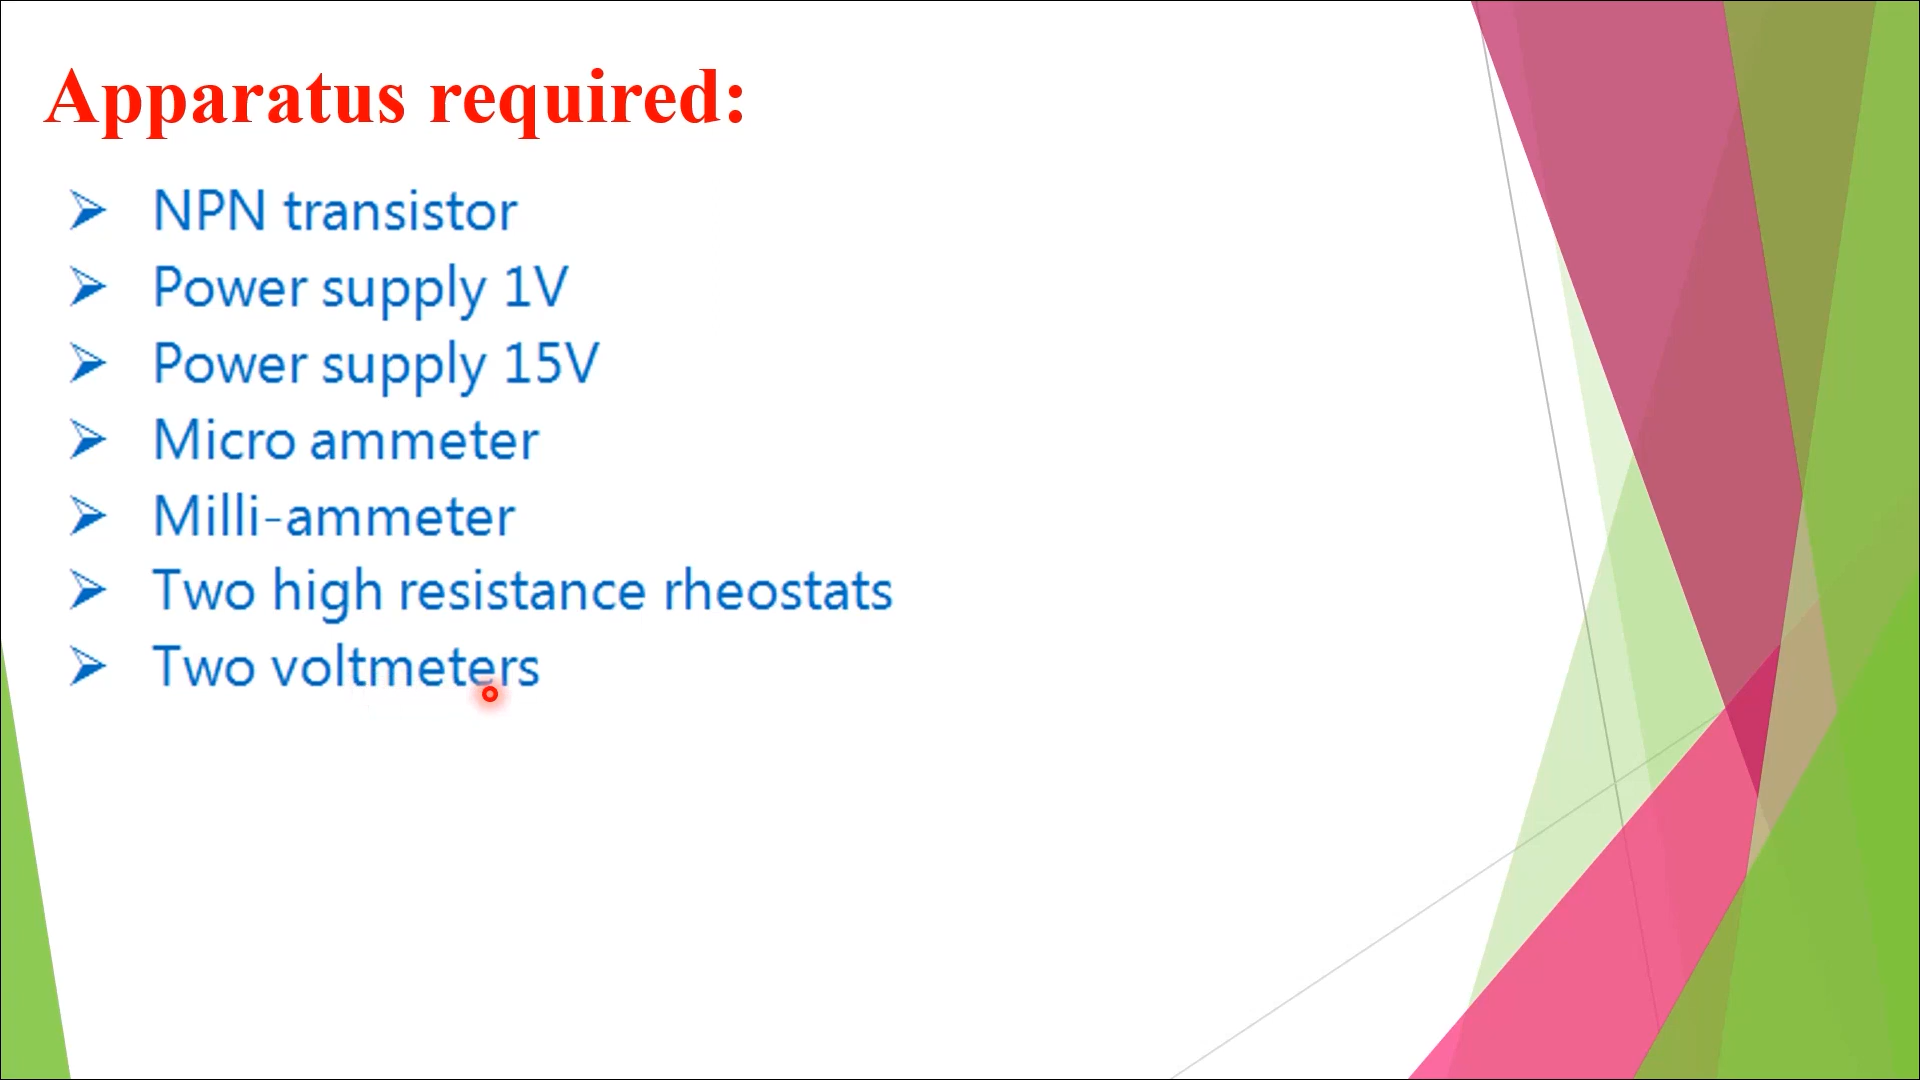 Apparatus required:
➢ NPN transistor
➢ Power supply 1V
➢ Power supply 15V
➢ Micro ammeter
➢ Milli-ammeter
➢ Two high resistance rheostats
➢ Two voltmeters